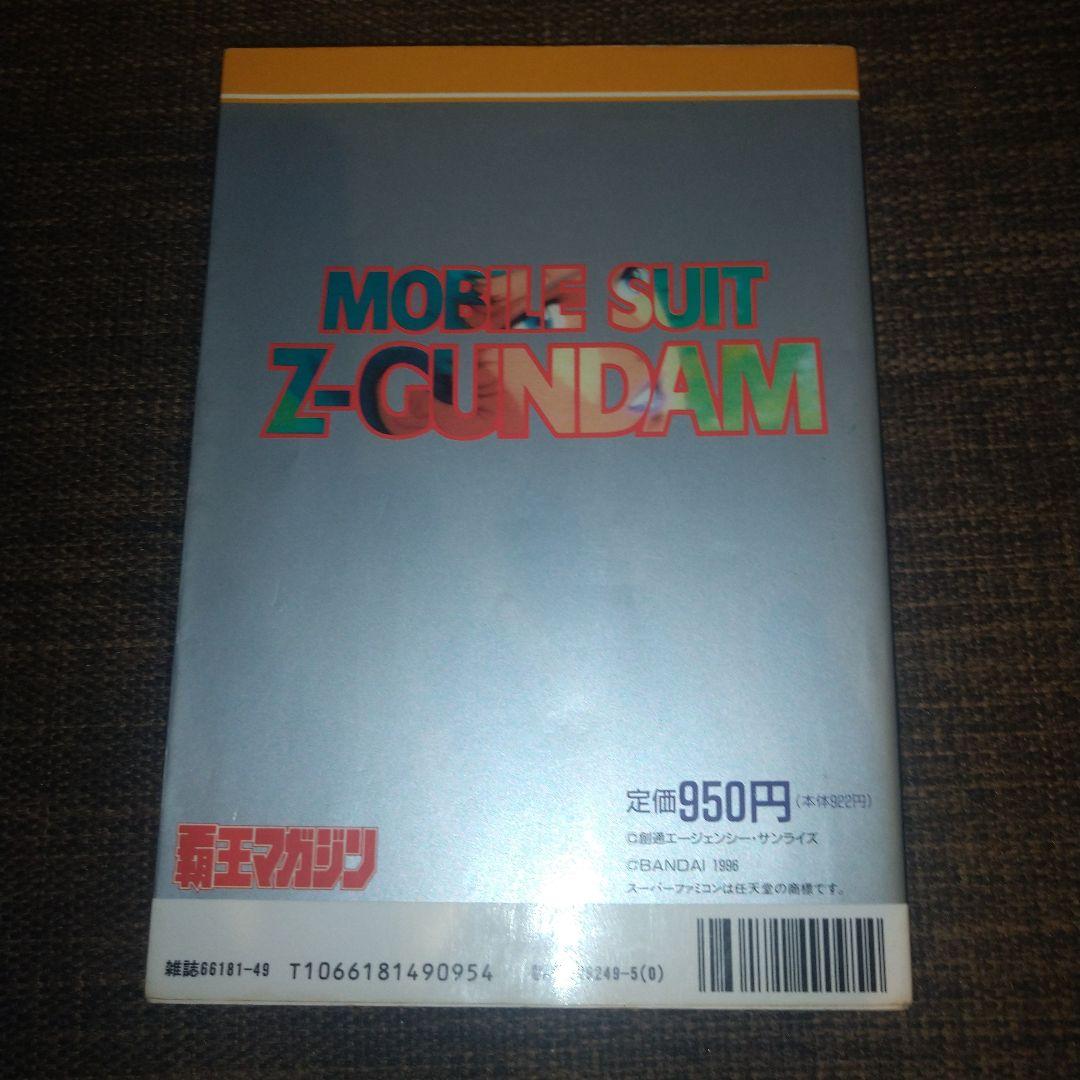 MOBILE SUIT
Z-GUNDAM
定価950円(本体922円)
©創通エージェンシー・サンライズ
©BANDAI 1996
スーパーファミコンは任天堂の商標です。
覇王マガジン
雑誌66181-49 T1066181490954 249-5(0)